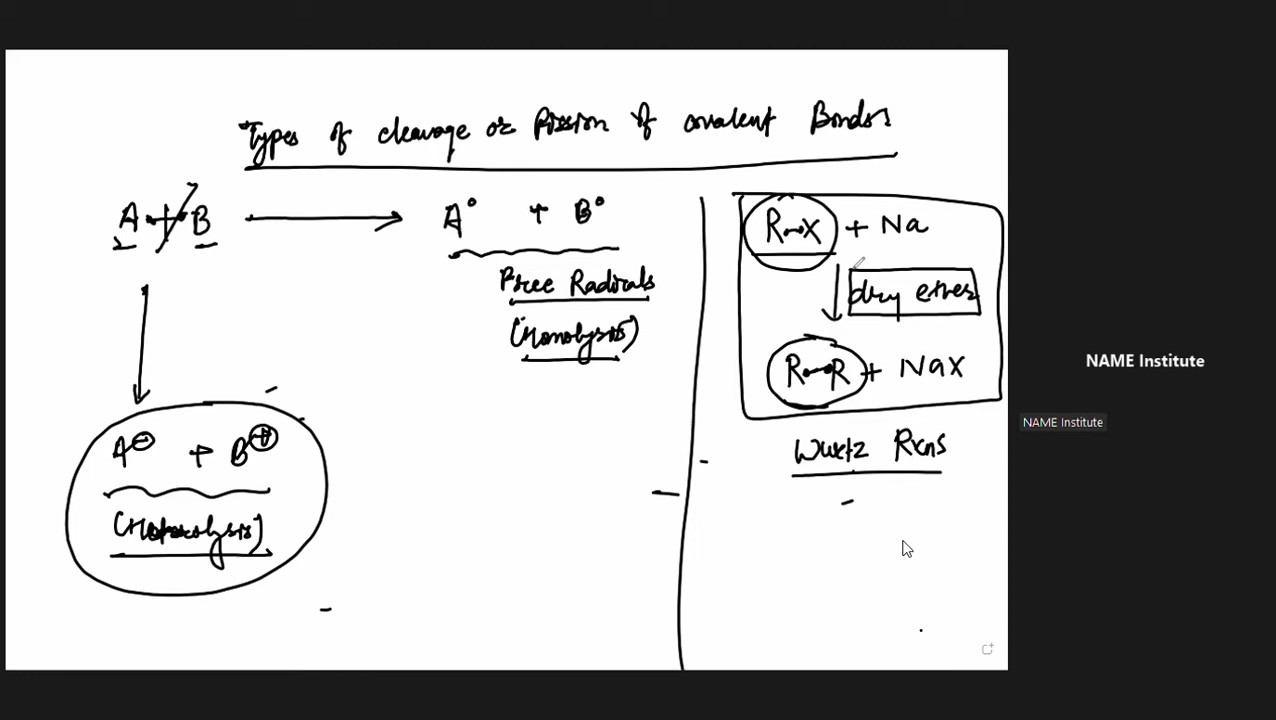 Types of cleavage or Fission of covalent Bonds
A + B → A° + B°
Free Radicals
(Homolysis)
A⊖ + B⊕
(Heterolysis)
R–X + Na
dry ether
R–R + NaX
Wurtz Rxns
NAME Institute
NAME Institute